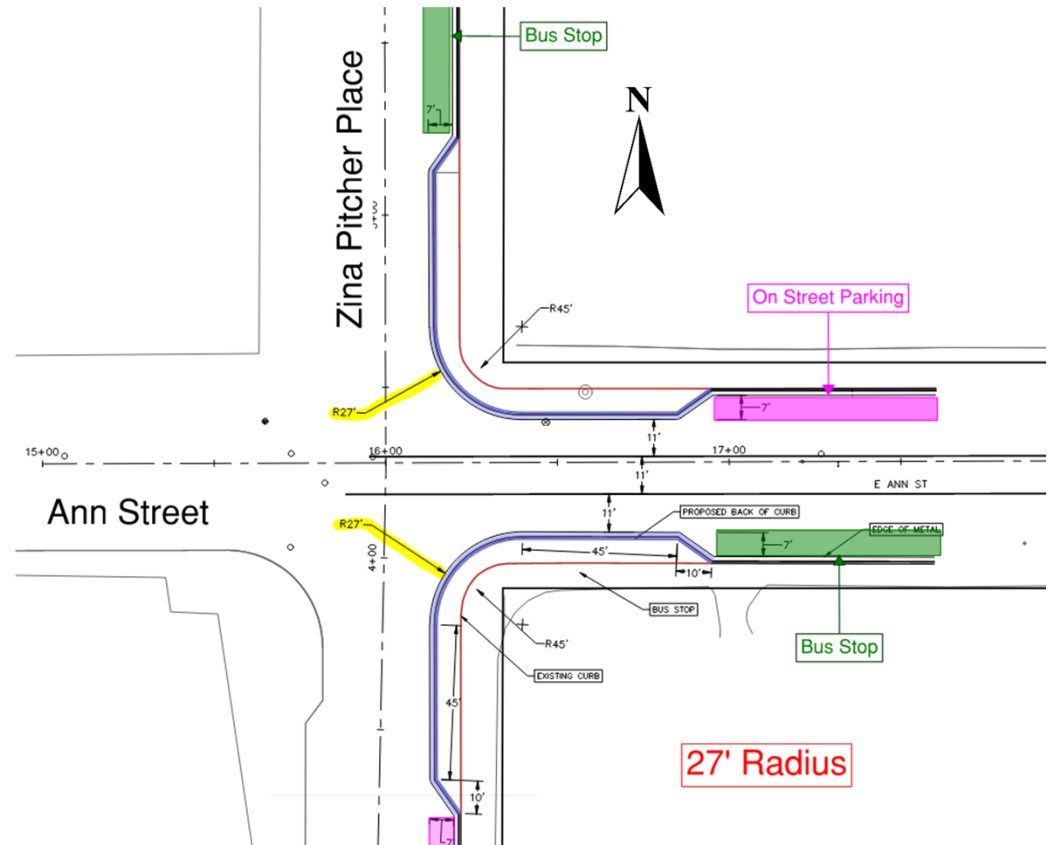 Bus Stop
N
Zina Pitcher Place
7'
R45'
On Street Parking
R27'
7'
11'
15+00
16+00
17+00
11'
E ANN ST
Ann Street
11'
R27'
PROPOSED BACK OF CURB
EDGE OF METAL
7'
45'
10'
4+00
BUS STOP
R45'
Bus Stop
EXISTING CURB
45'
27' Radius
10'
7'